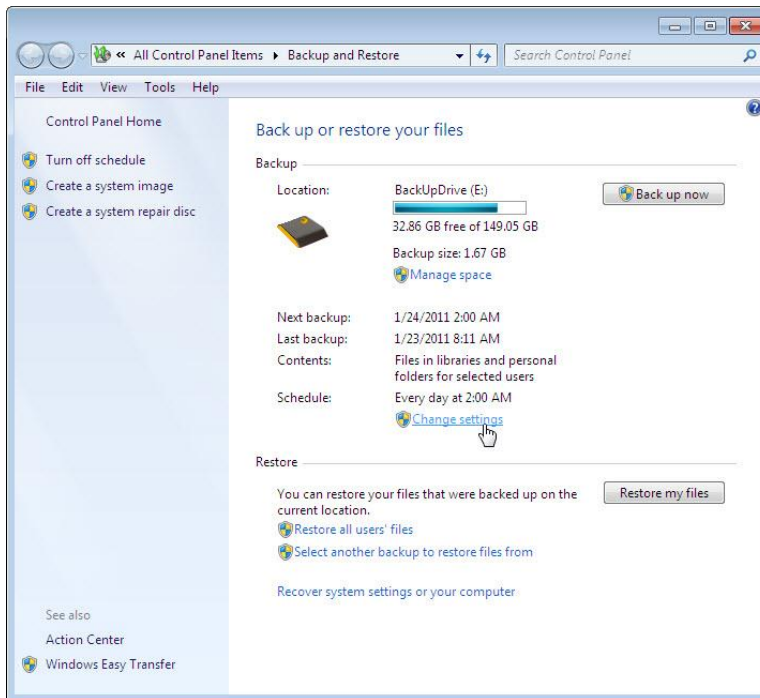 « All Control Panel Items ▸ Backup and Restore
Search Control Panel
File Edit View Tools Help
Control Panel Home
Turn off schedule
Create a system image
Create a system repair disc
See also
Action Center
Windows Easy Transfer
Back up or restore your files
Backup
Location: BackUpDrive (E:)
Back up now
32.86 GB free of 149.05 GB
Backup size: 1.67 GB
Manage space
Next backup: 1/24/2011 2:00 AM
Last backup: 1/23/2011 8:11 AM
Contents: Files in libraries and personal
folders for selected users
Schedule: Every day at 2:00 AM
Change settings
Restore
You can restore your files that were backed up on the
current location.
Restore my files
Restore all users' files
Select another backup to restore files from
Recover system settings or your computer